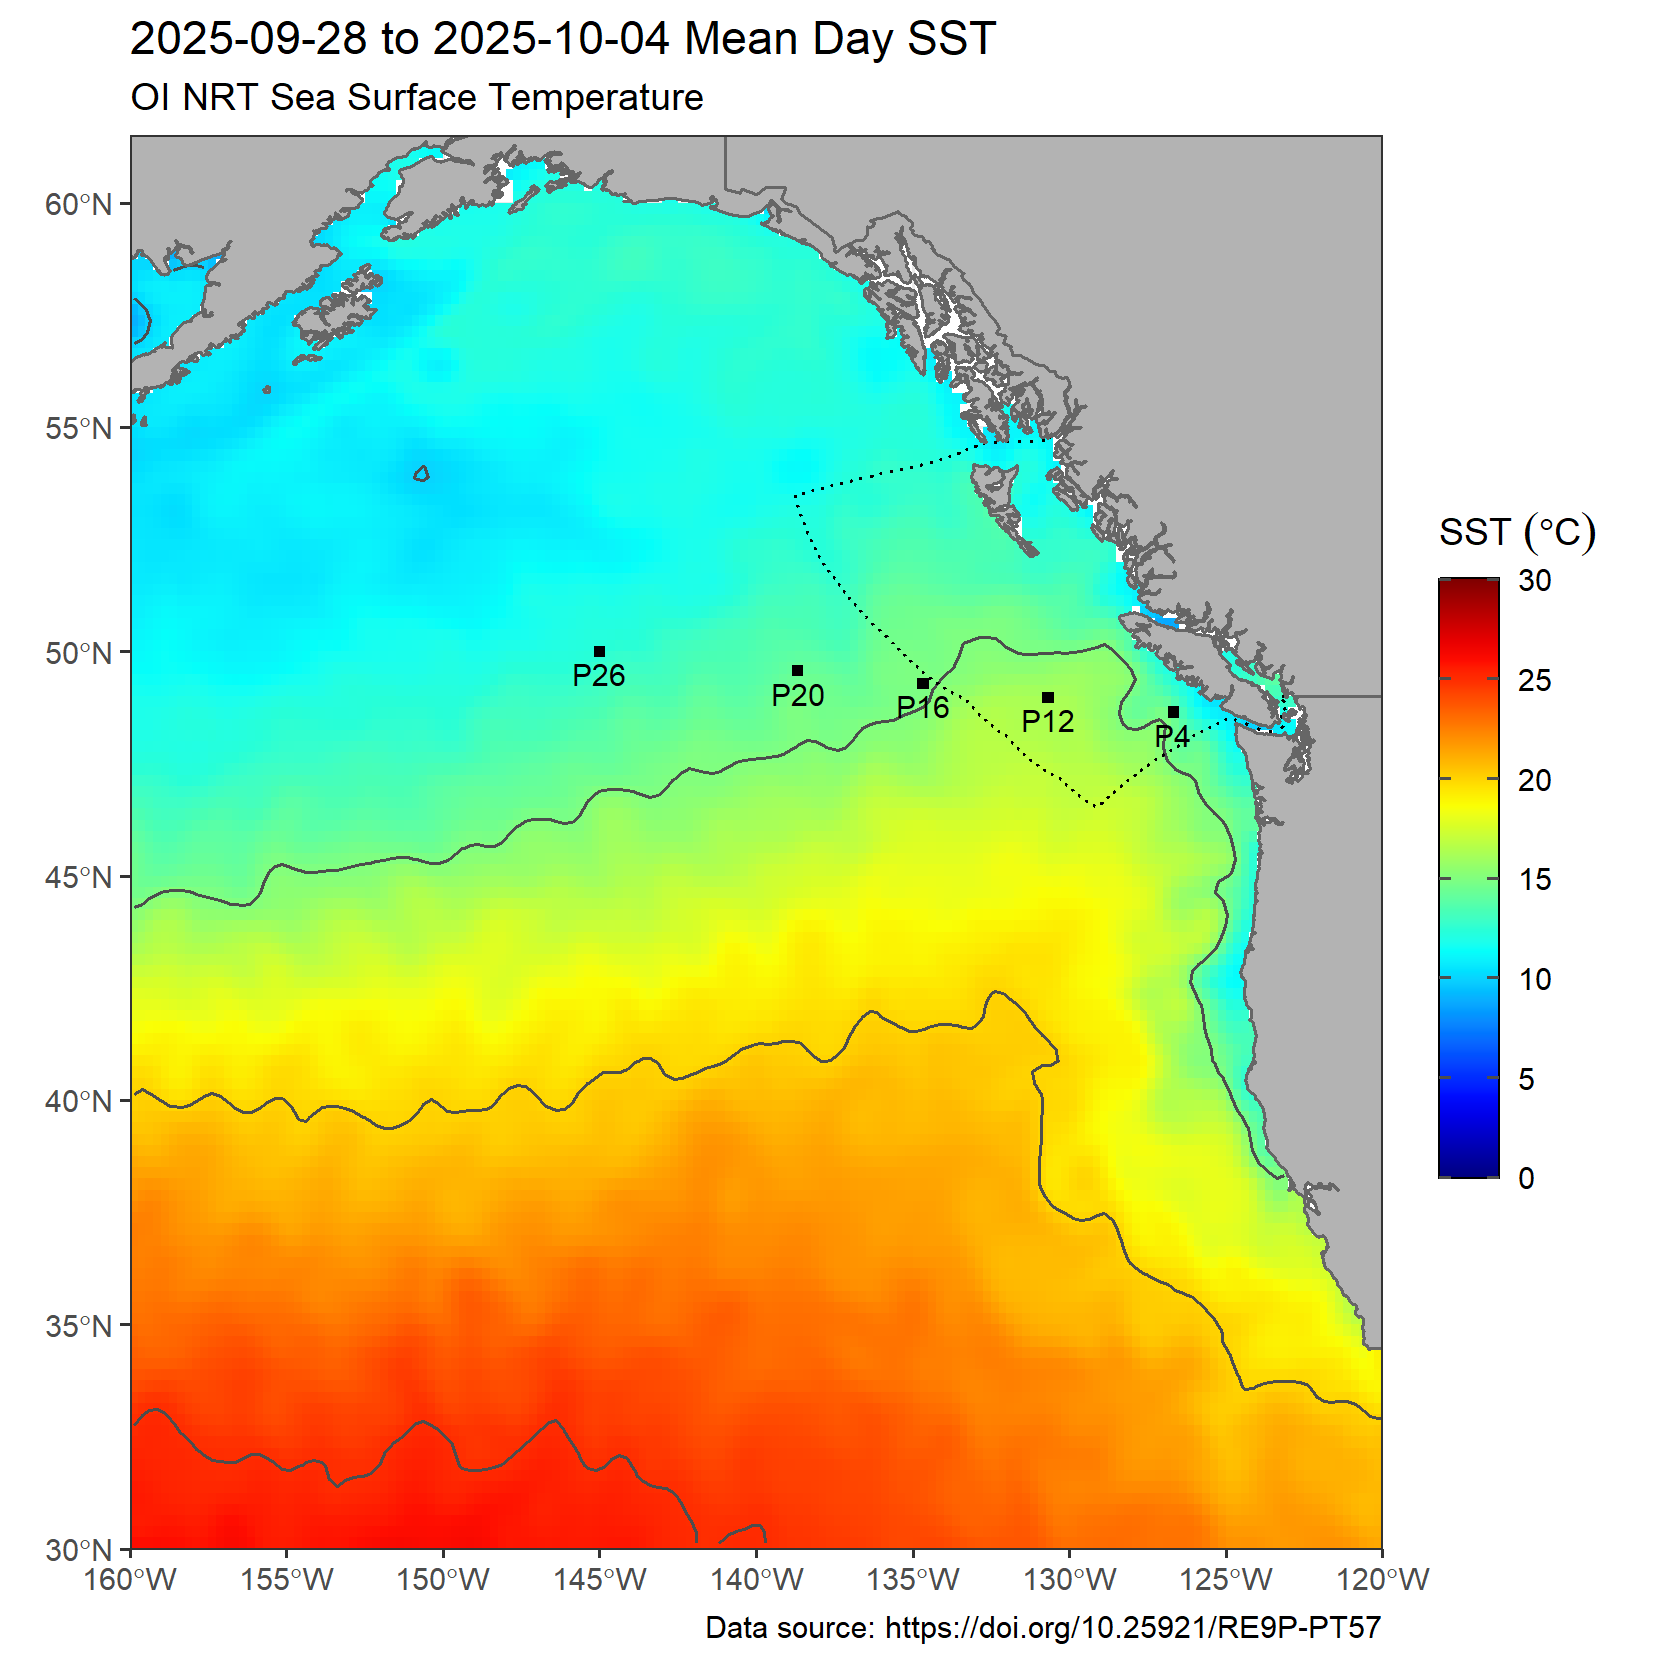 2025-09-28 to 2025-10-04 Mean Day SST
OI NRT Sea Surface Temperature
60°N
55°N
50°N
45°N
40°N
35°N
30°N
P26
P20
P16
P12
P4
160°W
155°W
150°W
145°W
140°W
135°W
130°W
125°W
120°W
SST (°C)
30
25
20
15
10
5
0
Data source: https://doi.org/10.25921/RE9P-PT57